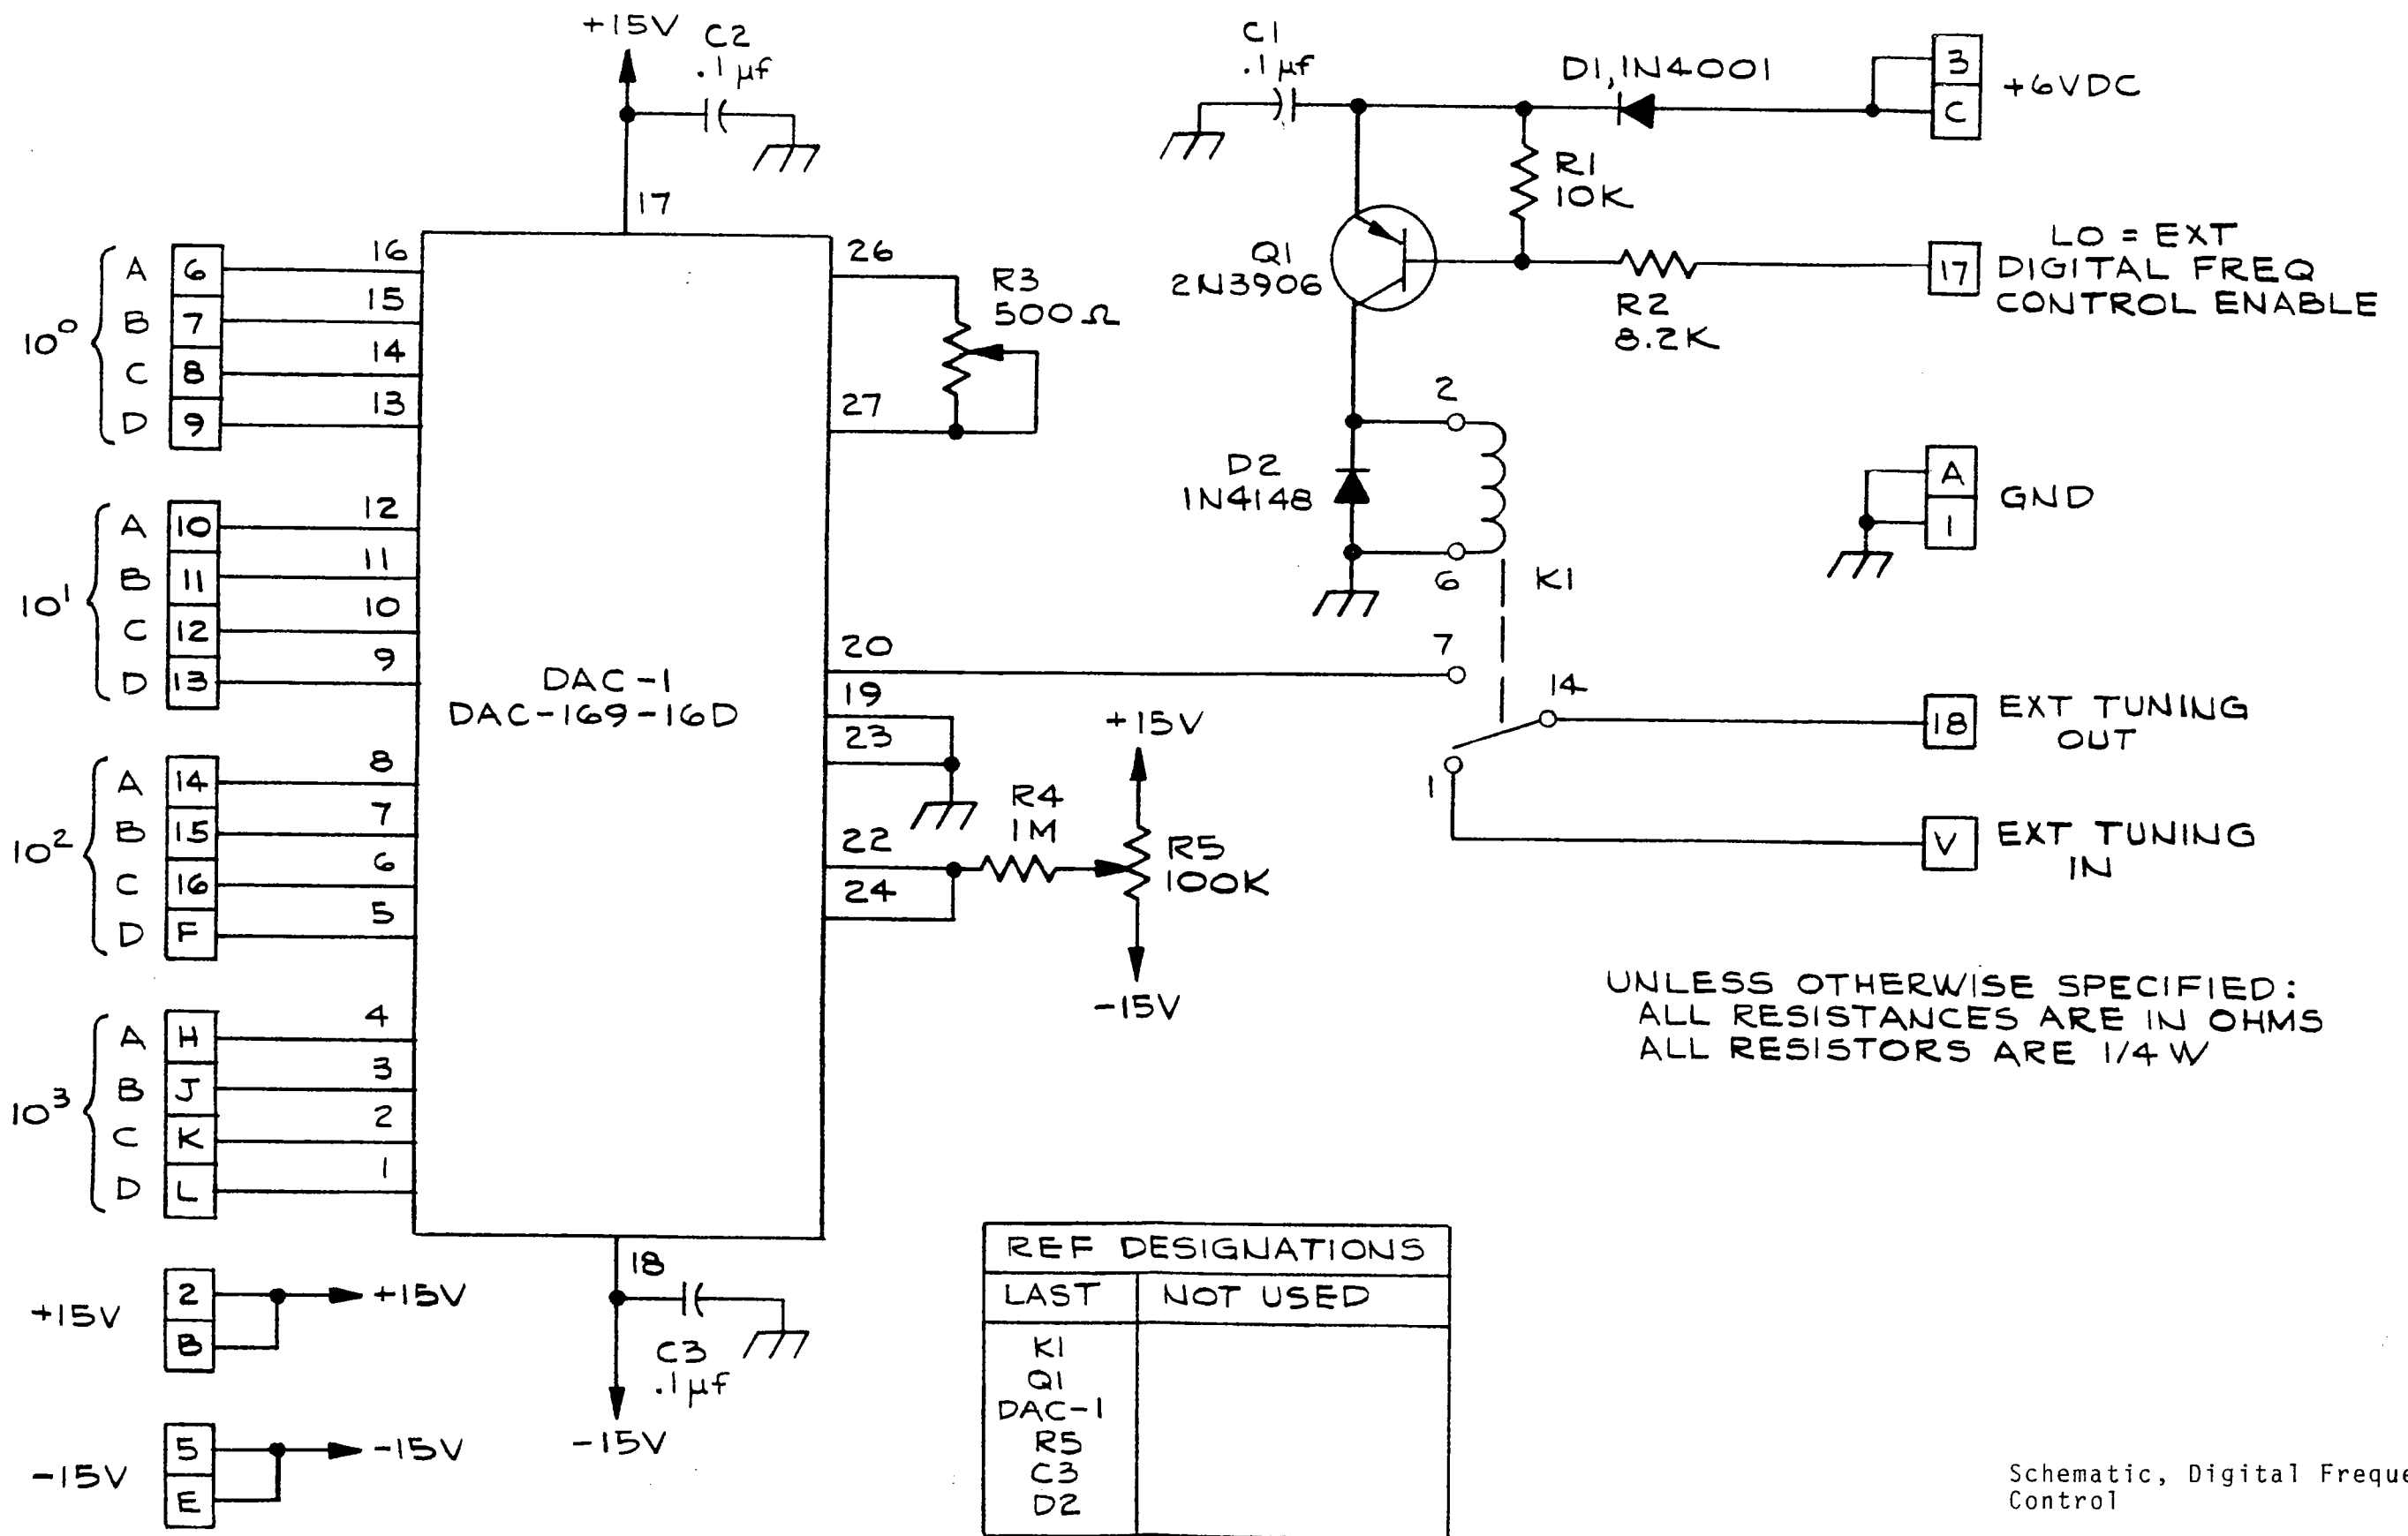 +15V
C2
.1 µf
17
A 6 16
B 7 15
C 8 14
D 9 13
10⁰
A 10 12
B 11 11
C 12 10
D 13 9
10¹
A 14 8
B 15 7
C 16 6
D F 5
10²
A H 4
B J 3
C K 2
D L 1
10³
DAC-1
DAC-169-16D
26
R3
500Ω
27
20
19
23
22
24
R4
1M
+15V
R5
100K
-15V
18
C3
.1 µf
-15V
+15V
2
B
+15V
-15V
5
E
-15V
C1
.1 µf
D1, 1N4001
3
C
+6VDC
R1
10K
Q1
2N3906
R2
8.2K
17
LO = EXT
DIGITAL FREQ
CONTROL ENABLE
2
D2
1N4148
6
K1
A
1
GND
7
14
1
18
EXT TUNING
OUT
V
EXT TUNING
IN
UNLESS OTHERWISE SPECIFIED:
ALL RESISTANCES ARE IN OHMS
ALL RESISTORS ARE 1/4 W
REF DESIGNATIONS
LAST NOT USED
K1
Q1
DAC-1
R5
C3
D2
Schematic, Digital Freque
Control